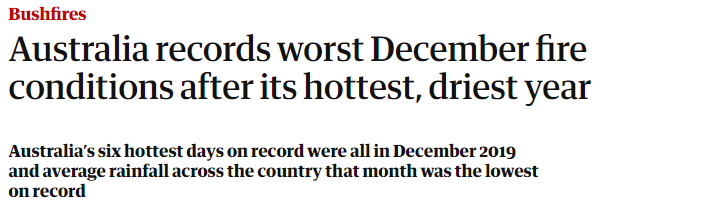 Bushfires
Australia records worst December fire
conditions after its hottest, driest year
Australia’s six hottest days on record were all in December 2019
and average rainfall across the country that month was the lowest
on record